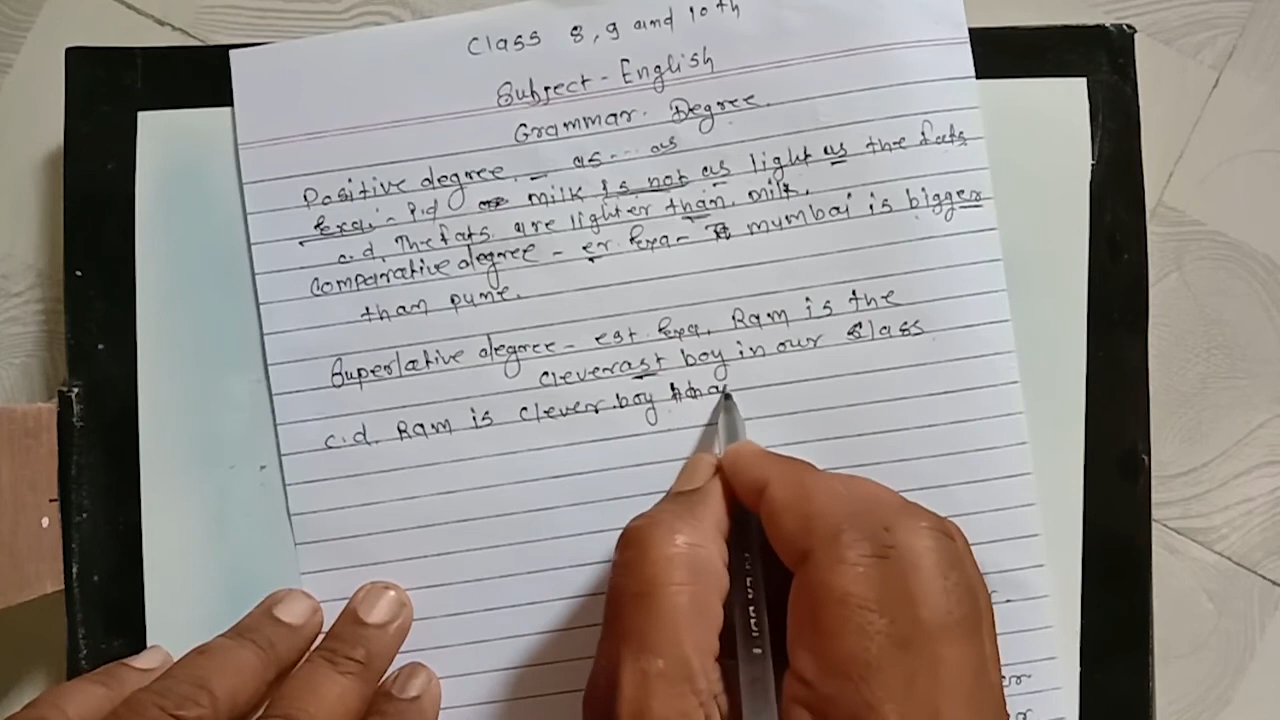 Class 8, 9 and 10th
Subject - English
Grammar. Degree.
Positive degree. - as... as
Exa:- P.d milk is not as light as the fats
c.d. The fats are lighter than milk.
Comparative degree - er. Exa- mumbai is bigger
than pune.
Superlative degree - est. Exa. Ram is the
cleverast boy in our class
c.d. Ram is clever boy tha